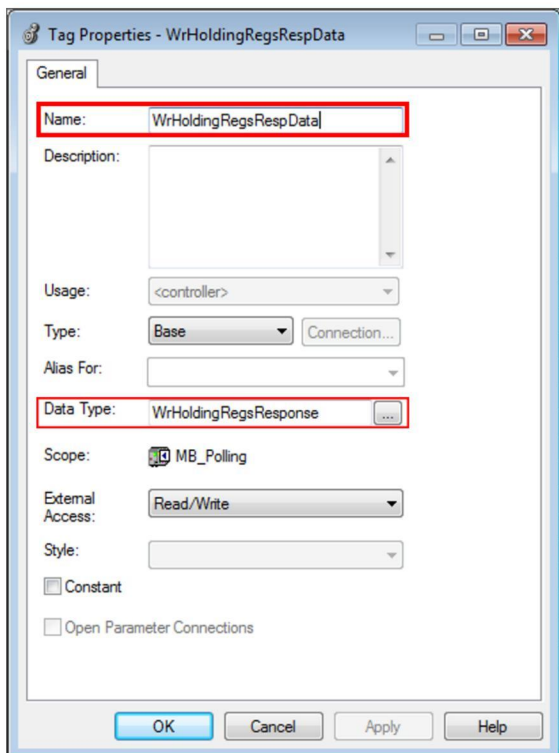 Tag Properties - WrHoldingRegsRespData
General
Name: WrHoldingRegsRespData
Description:
Usage: <controller>
Type: Base Connection...
Alias For:
Data Type: WrHoldingRegsResponse ...
Scope: MB_Polling
External Access: Read/Write
Style:
Constant
Open Parameter Connections
OK Cancel Apply Help